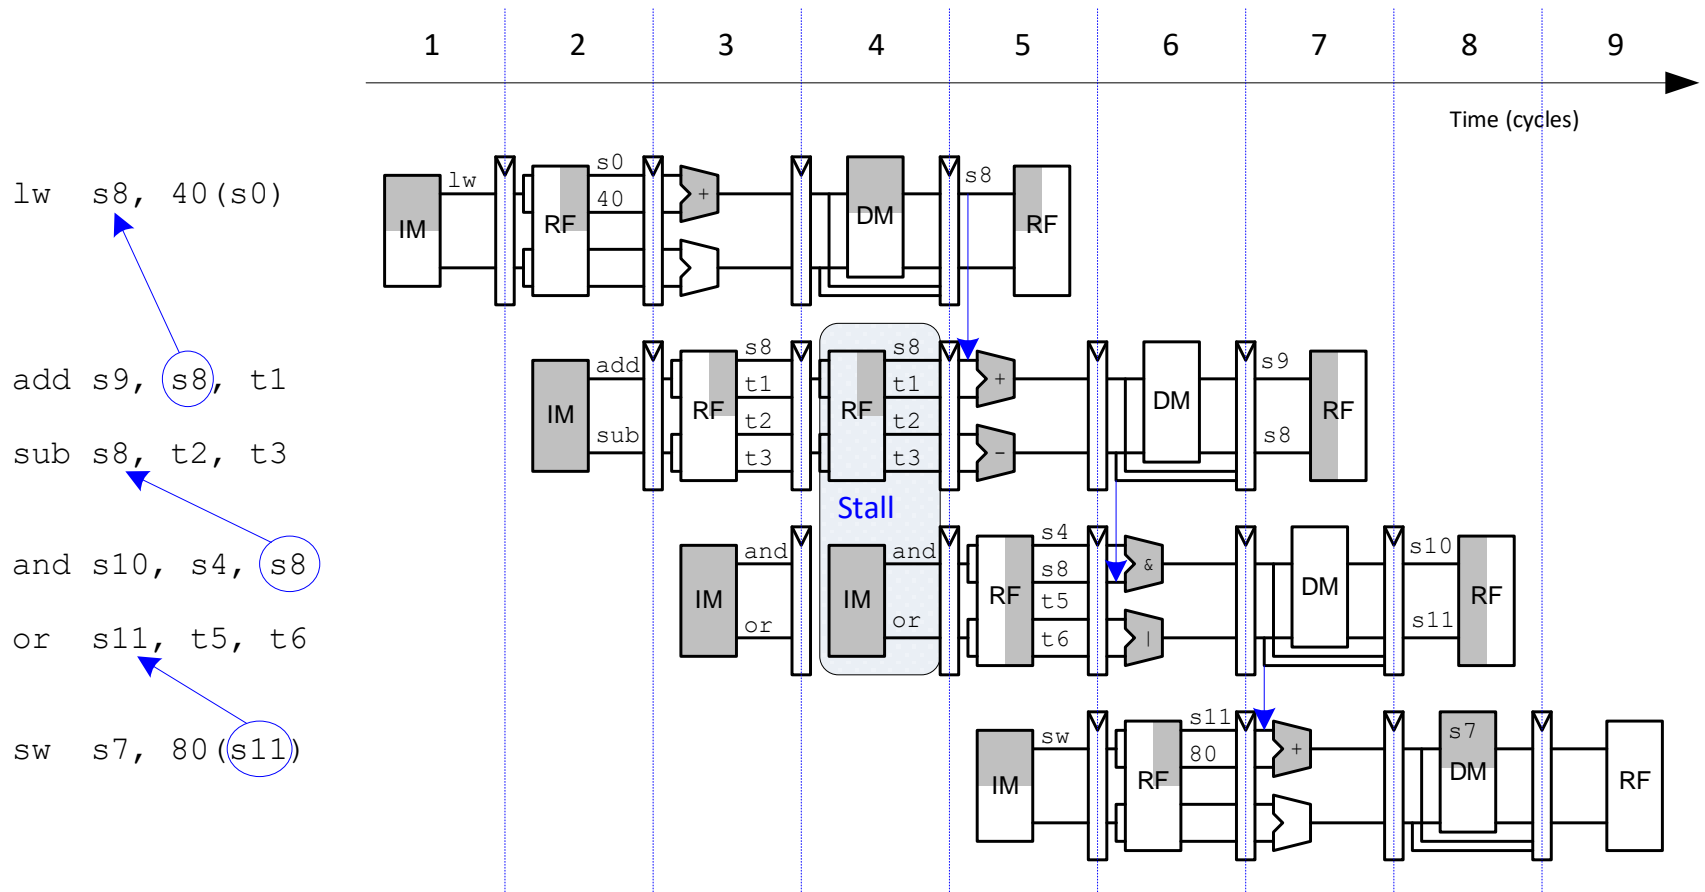 1 2 3 4 5 6 7 8 9
Time (cycles)
lw s8, 40(s0)
IM lw RF s0 40 + DM s8 RF
add s9, s8, t1
sub s8, t2, t3
IM add sub RF s8 t1 t2 t3 RF s8 t1 t2 t3 + - DM s9 s8 RF
Stall
and s10, s4, s8
or s11, t5, t6
IM and or IM and or RF s4 s8 t5 t6 & | DM s10 s11 RF
sw s7, 80(s11)
IM sw RF s11 80 + s7 DM RF